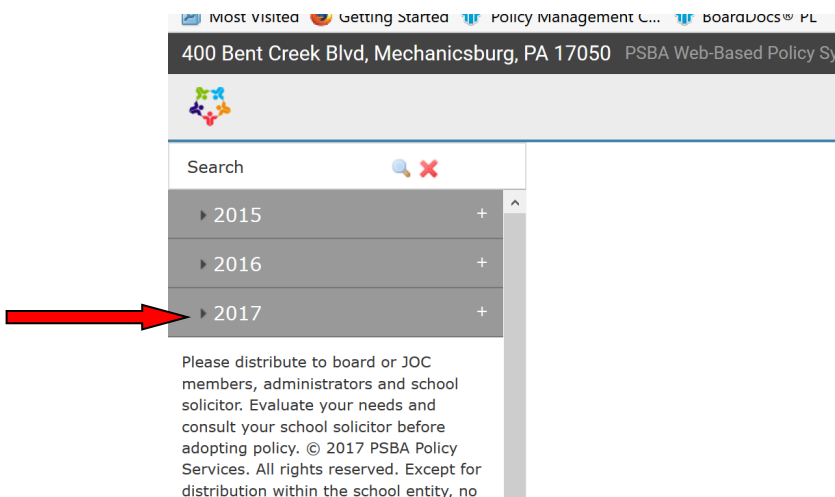 Most Visited Getting Started Policy Management C... BoardDocs® PL
400 Bent Creek Blvd, Mechanicsburg, PA 17050 PSBA Web-Based Policy Sy
Search
2015 +
2016 +
2017 +
Please distribute to board or JOC
members, administrators and school
solicitor. Evaluate your needs and
consult your school solicitor before
adopting policy. © 2017 PSBA Policy
Services. All rights reserved. Except for
distribution within the school entity, no